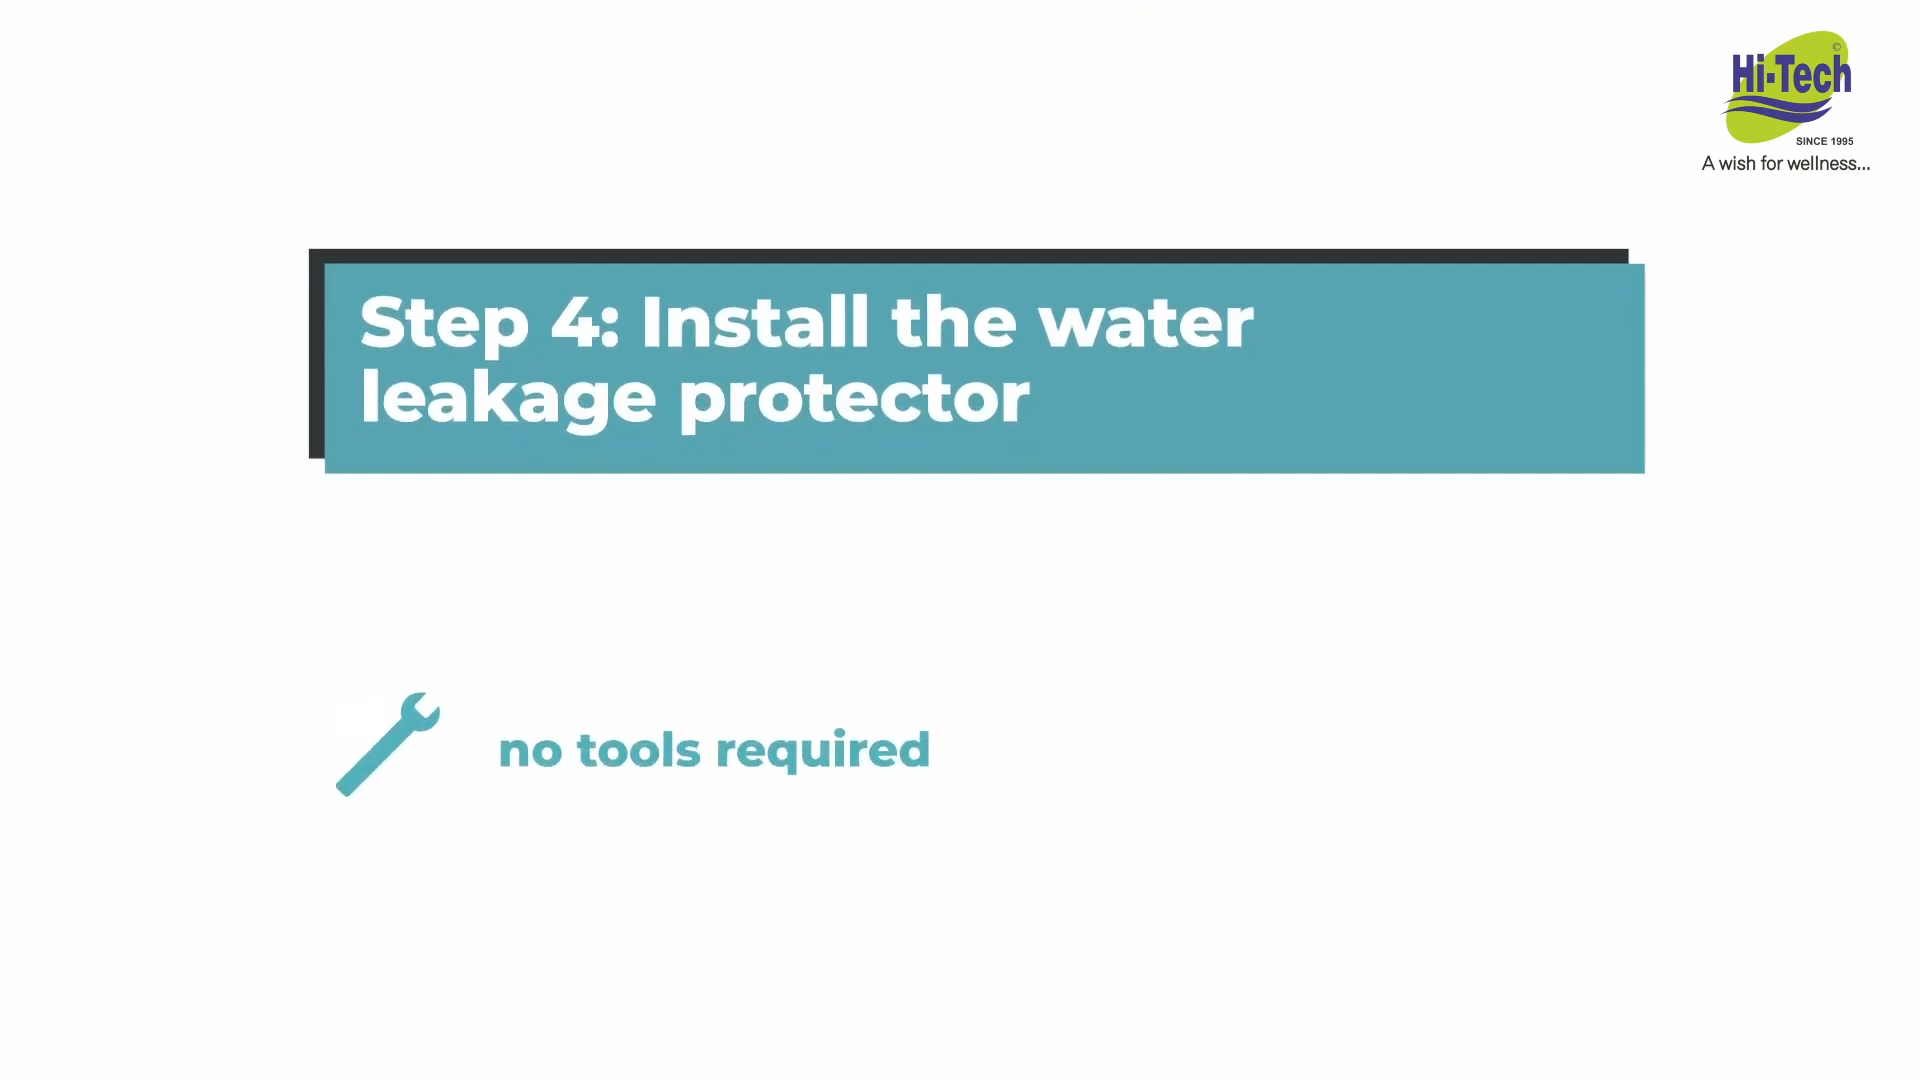 Hi-Tech
©
SINCE 1995
A wish for wellness...
Step 4: Install the water
leakage protector
no tools required